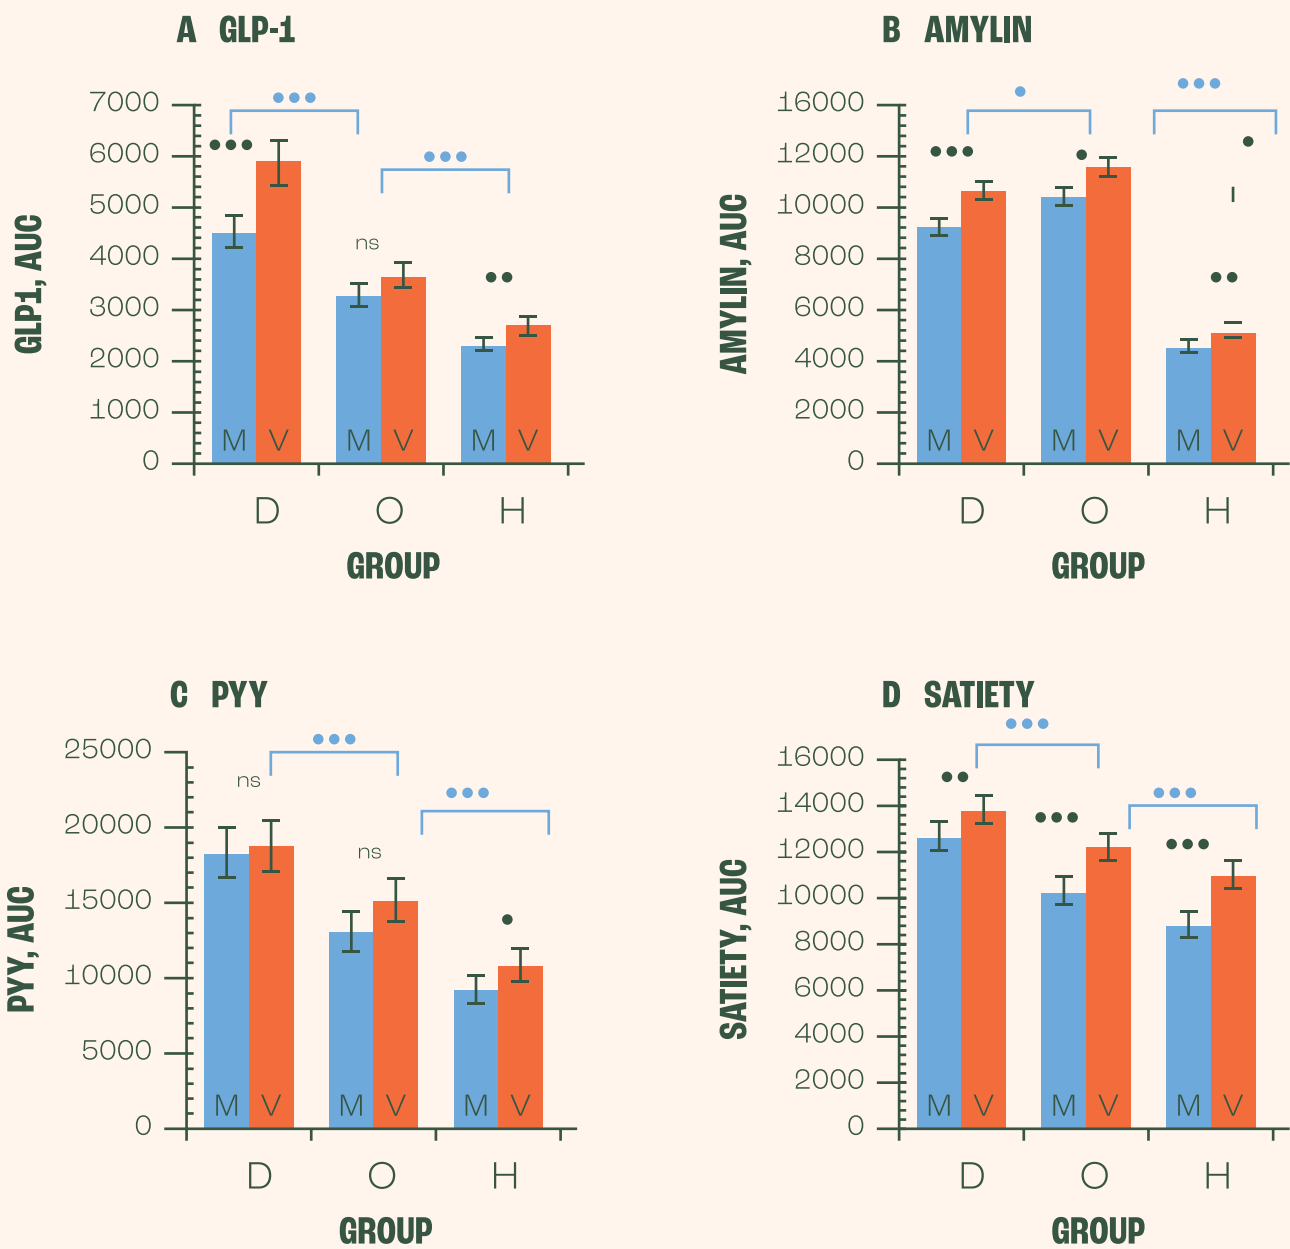 A GLP-1
GLP1, AUC
7000
6000
5000
4000
3000
2000
1000
0
ns
M V M V M V
D O H
GROUP
B AMYLIN
AMYLIN, AUC
16000
12000
10000
8000
6000
4000
2000
0
M V M V M V
D O H
GROUP
C PYY
PYY, AUC
25000
20000
15000
10000
5000
0
ns
ns
M V M V M V
D O H
GROUP
D SATIETY
SATIETY, AUC
16000
14000
12000
10000
8000
6000
4000
2000
0
M V M V M V
D O H
GROUP